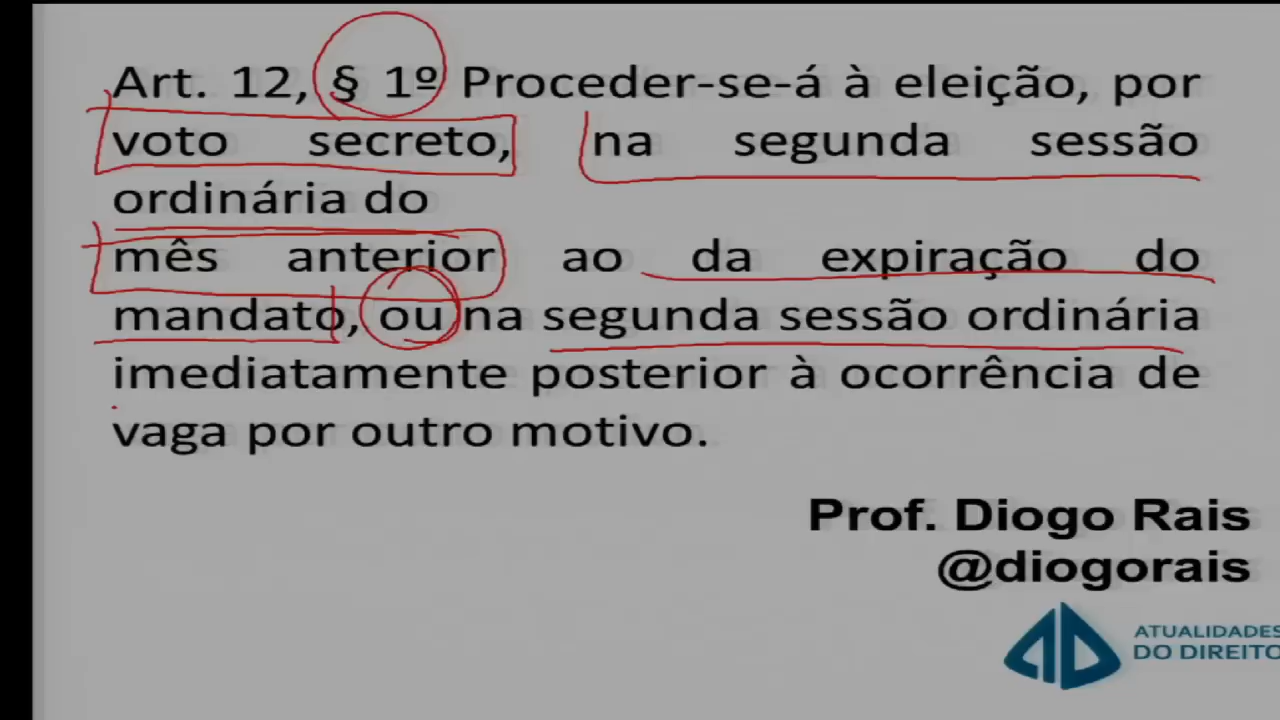 Art. 12, § 1º Proceder-se-á à eleição, por
voto secreto, na segunda sessão
ordinária do
mês anterior ao da expiração do
mandato, ou na segunda sessão ordinária
imediatamente posterior à ocorrência de
vaga por outro motivo.
Prof. Diogo Rais
@diogorais
ATUALIDADES
DO DIREITO